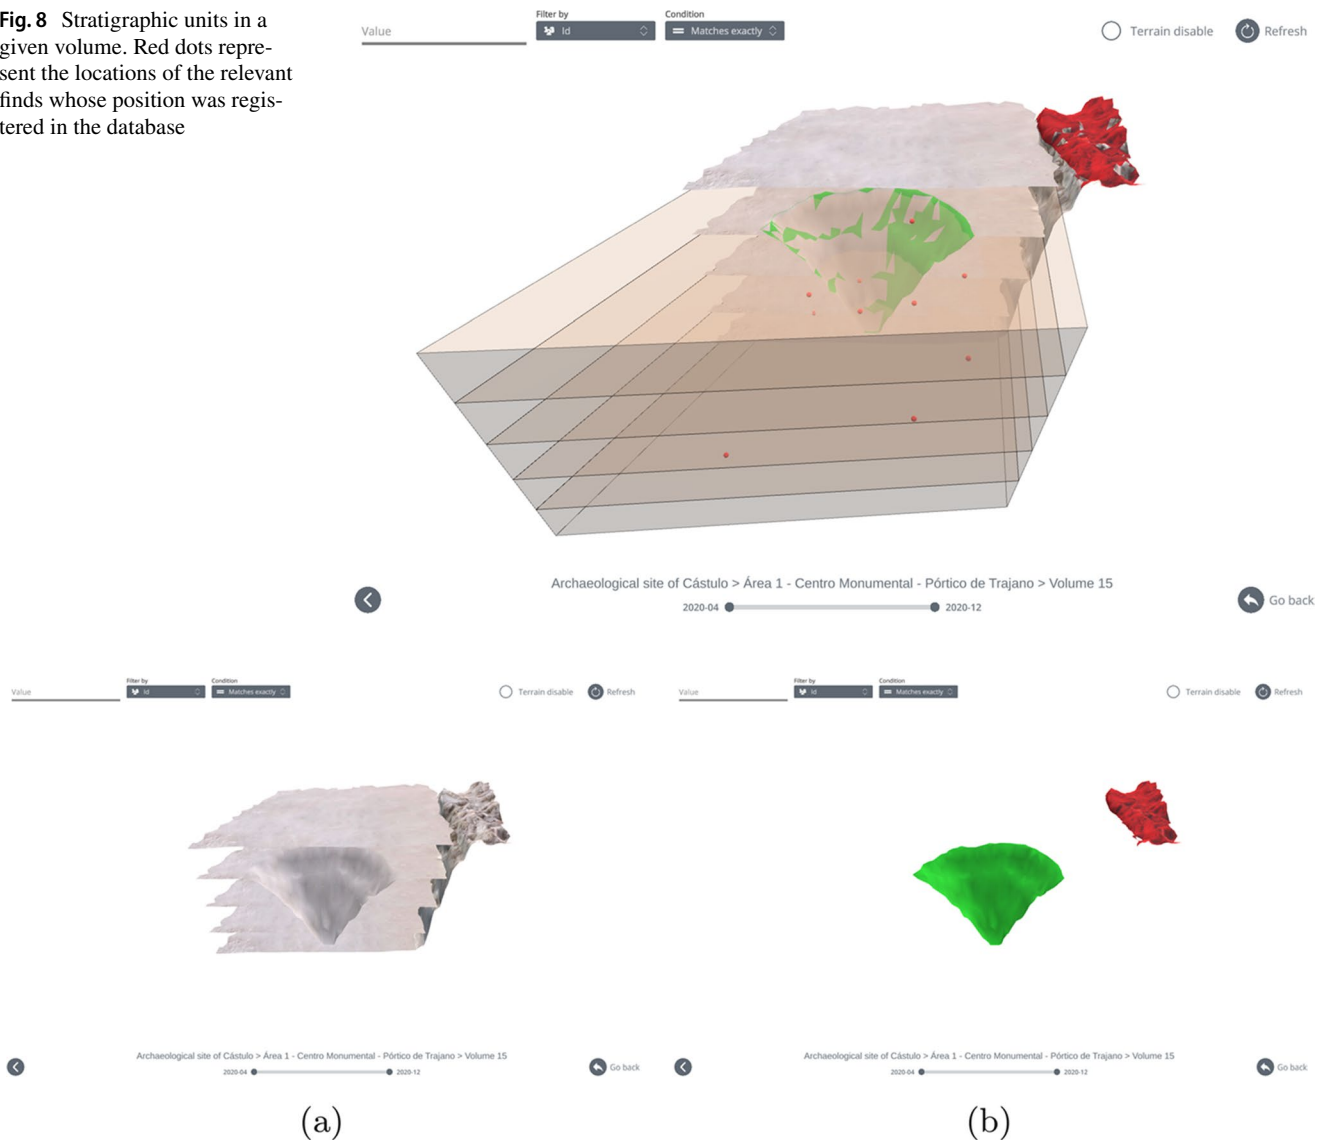 Fig. 8 Stratigraphic units in a
given volume. Red dots repre-
sent the locations of the relevant
finds whose position was regis-
tered in the database
Value
Filter by
Id
Condition
Matches exactly
Terrain disable
Refresh
Archaeological site of Cástulo > Área 1 - Centro Monumental - Pórtico de Trajano > Volume 15
2020-04
2020-12
Go back
Value
Filter by
Id
Condition
Matches exactly
Terrain disable
Refresh
Archaeological site of Cástulo > Área 1 - Centro Monumental - Pórtico de Trajano > Volume 15
2020-04
2020-12
Go back
(a)
Value
Filter by
Id
Condition
Matches exactly
Terrain disable
Refresh
Archaeological site of Cástulo > Área 1 - Centro Monumental - Pórtico de Trajano > Volume 15
2020-04
2020-12
Go back
(b)